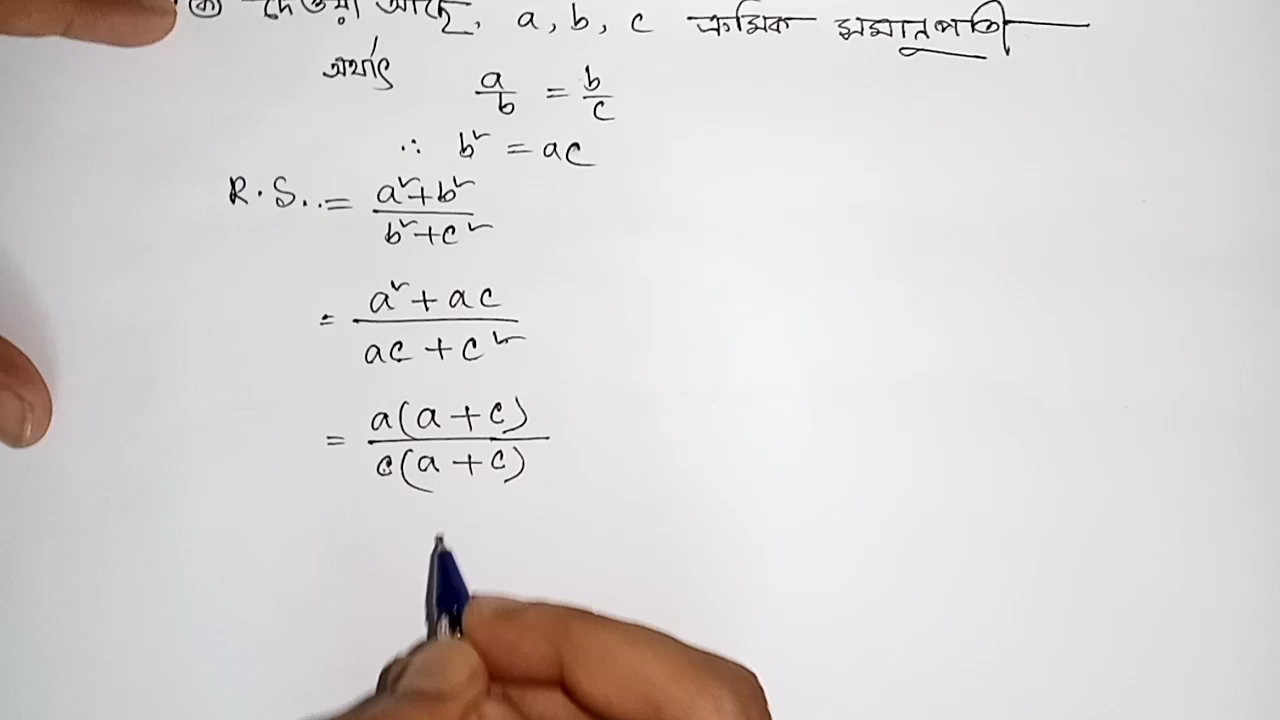 (ক) দেওয়া আছে, a, b, c ক্রমিক সমানুপাতী
অর্থাৎ a/b = b/c
∴ b² = ac
R.S. = a²+b² / b²+c²
= a² + ac / ac + c²
= a(a + c) / c(a + c)